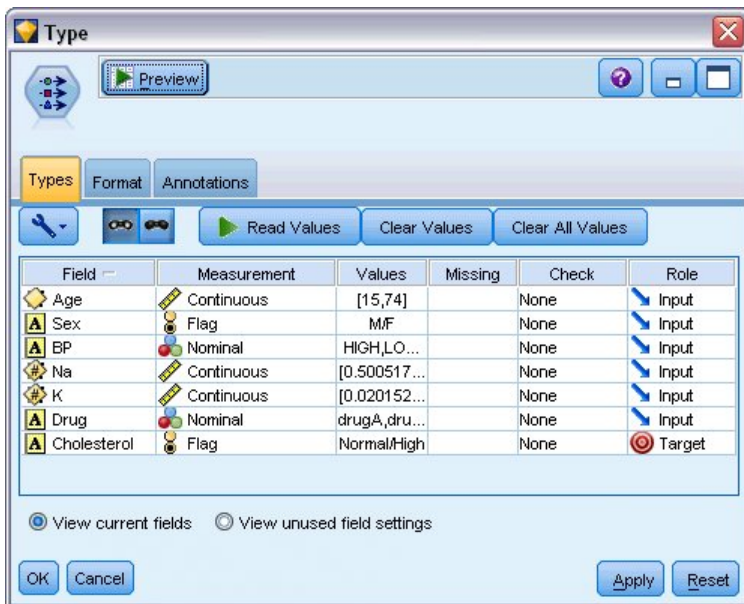 Type
Preview
Types Format Annotations
Read Values Clear Values Clear All Values
Field Measurement Values Missing Check Role
Age Continuous [15,74] None Input
A Sex Flag M/F None Input
A BP Nominal HIGH,LO... None Input
# Na Continuous [0.500517... None Input
# K Continuous [0.020152... None Input
A Drug Nominal drugA,dru... None Input
A Cholesterol Flag Normal/High None Target
View current fields View unused field settings
OK Cancel Apply Reset